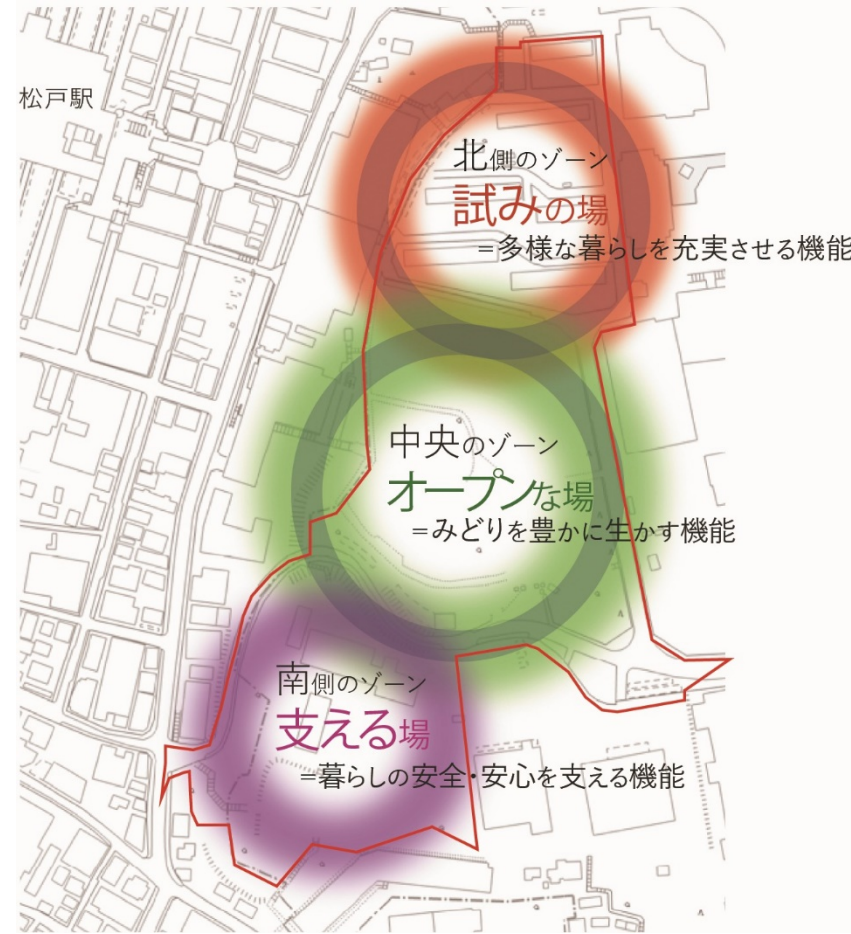 松戸駅
北側のゾーン
試みの場
=多様な暮らしを充実させる機能
中央のゾーン
オープンな場
=みどりを豊かに生かす機能
南側のゾーン
支える場
=暮らしの安全・安心を支える機能